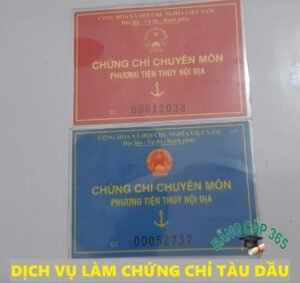 CỘNG HÒA XÃ HỘI CHỦ NGHĨA VIỆT NAM
Độc lập - Tự do - Hạnh phúc
CHỨNG CHỈ CHUYÊN MÔN
PHƯƠNG TIỆN THỦY NỘI ĐỊA
CC 00012038
CỘNG HÒA XÃ HỘI CHỦ NGHĨA VIỆT NAM
Độc lập - Tự do - Hạnh phúc
CHỨNG CHỈ CHUYÊN MÔN
PHƯƠNG TIỆN THỦY NỘI ĐỊA
CC 00052737
BẰNG CẤP 365
DỊCH VỤ LÀM CHỨNG CHỈ TÀU DẦU